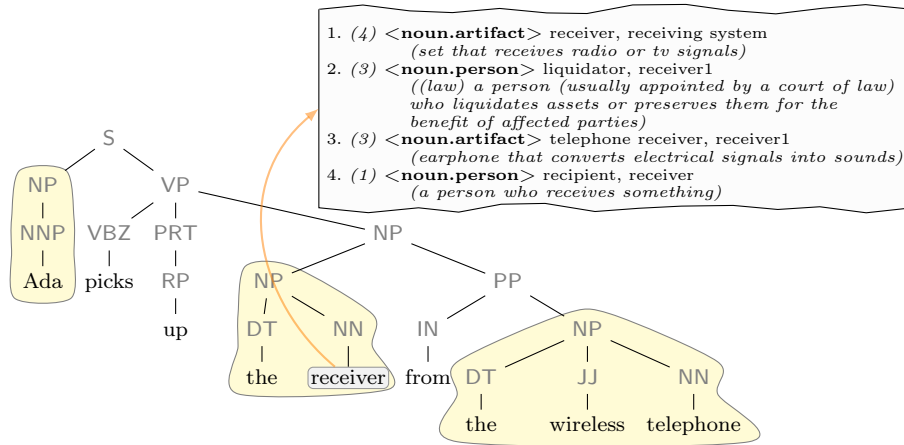 1. (4) <noun.artifact> receiver, receiving system
(set that receives radio or tv signals)
2. (3) <noun.person> liquidator, receiver1
((law) a person (usually appointed by a court of law)
who liquidates assets or preserves them for the
benefit of affected parties)
3. (3) <noun.artifact> telephone receiver, receiver1
(earphone that converts electrical signals into sounds)
4. (1) <noun.person> recipient, receiver
(a person who receives something)
S
NP VP
NNP VBZ PRT NP
Ada picks RP NP PP
up DT NN IN NP
the receiver from DT JJ NN
the wireless telephone